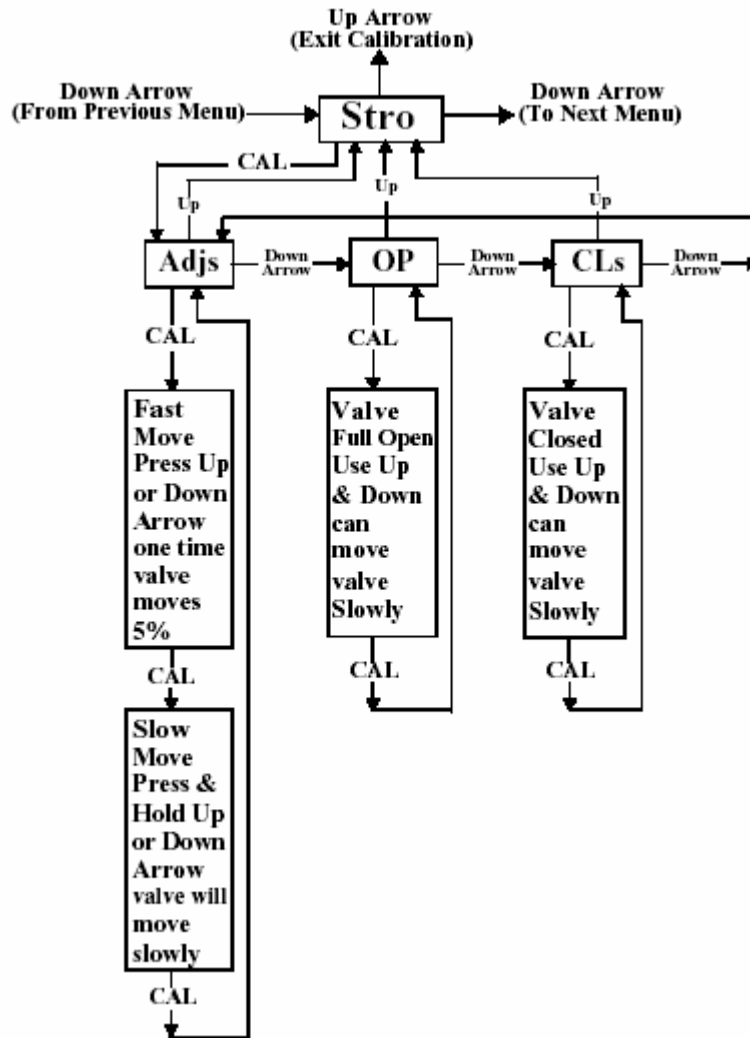 Up Arrow
(Exit Calibration)
Down Arrow
(From Previous Menu)
Stro
Down Arrow
(To Next Menu)
CAL
Up
Up
Up
Adjs
Down
Arrow
OP
Down
Arrow
CLs
Down
Arrow
CAL
CAL
CAL
Fast
Move
Press Up
or Down
Arrow
one time
valve
moves
5%
Valve
Full Open
Use Up
& Down
can
move
valve
Slowly
Valve
Closed
Use Up
& Down
can
move
valve
Slowly
CAL
CAL
CAL
Slow
Move
Press &
Hold Up
or Down
Arrow
valve will
move
slowly
CAL